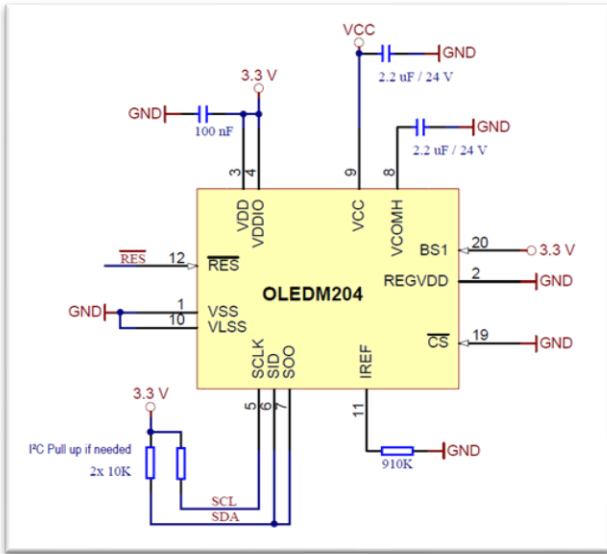 VCC
GND
2.2 uF / 24 V
3.3 V
GND
100 nF
GND
2.2 uF / 24 V
3
4
9
8
VDD
VDDIO
VCC
VCOMH
BS1
20
3.3 V
RES
12
RES
REGVDD
2
GND
OLEDM204
GND
1
VSS
10
VLSS
CS
19
GND
SCLK
SID
SOO
IREF
5
6
7
11
3.3 V
I²C Pull up if needed
2x 10K
910K
GND
SCL
SDA